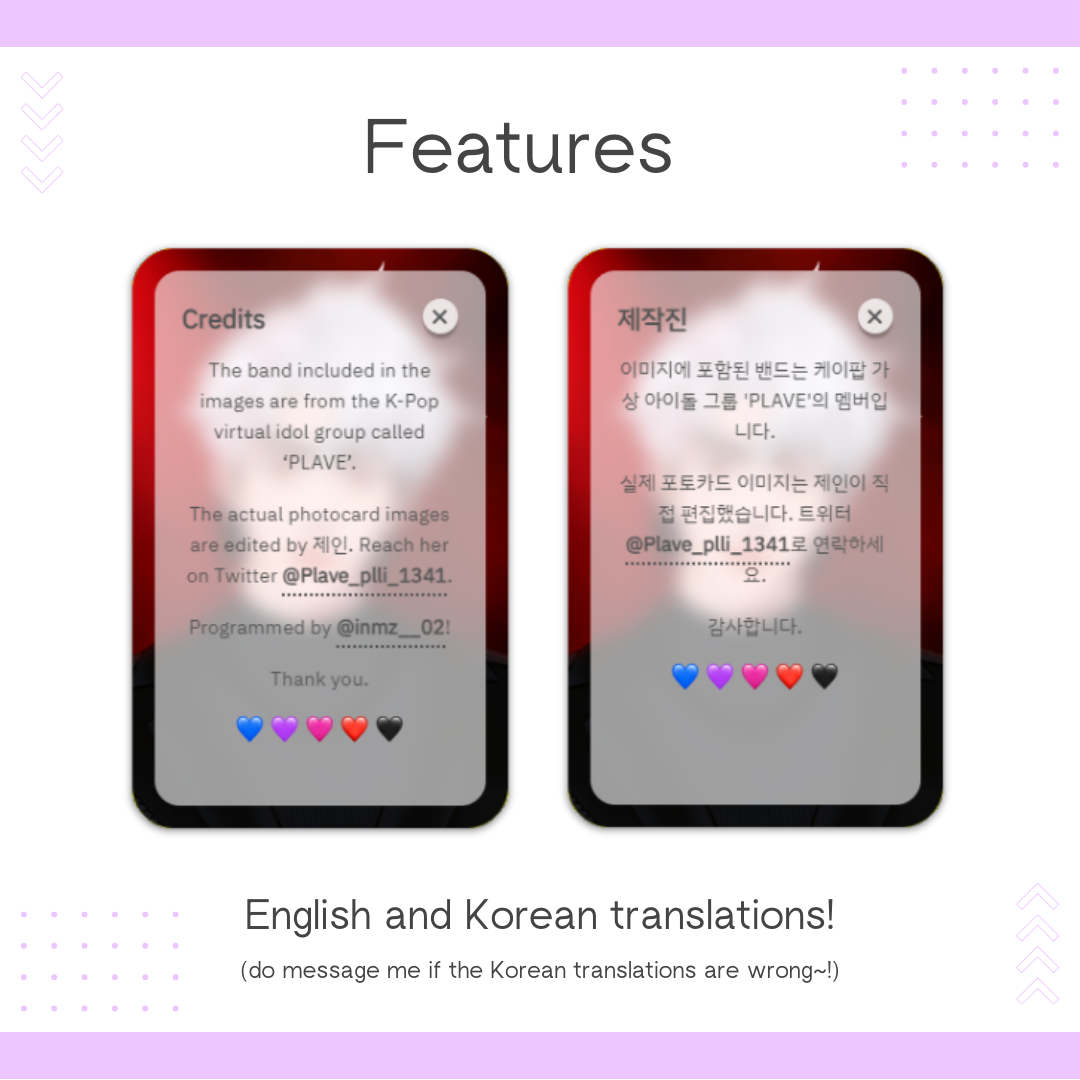 Features
Credits
The band included in the
images are from the K-Pop
virtual idol group called
‘PLAVE’.
The actual photocard images
are edited by 제인. Reach her
on Twitter @Plave_plli_1341.
Programmed by @inmz__02!
Thank you.
💙💜🩷❤️🖤
제작진
이미지에 포함된 밴드는 케이팝 가
상 아이돌 그룹 'PLAVE'의 멤버입
니다.
실제 포토카드 이미지는 제인이 직
접 편집했습니다. 트위터
@Plave_plli_1341로 연락하세
요.
감사합니다.
💙💜🩷❤️🖤
English and Korean translations!
(do message me if the Korean translations are wrong~!)